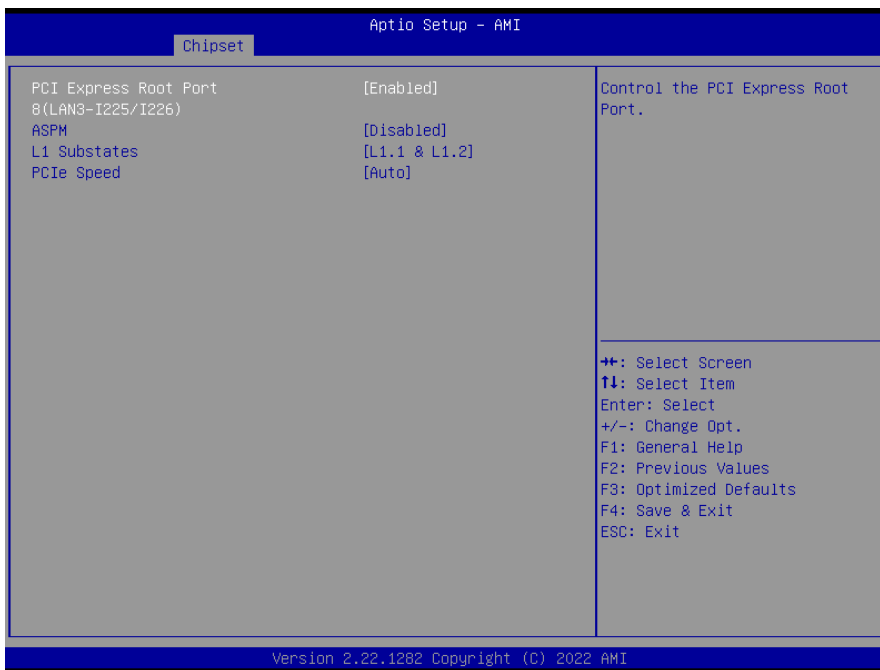 Aptio Setup – AMI
Chipset
PCI Express Root Port [Enabled]
8(LAN3-I225/I226)
ASPM [Disabled]
L1 Substates [L1.1 & L1.2]
PCIe Speed [Auto]
Control the PCI Express Root
Port.
→←: Select Screen
↑↓: Select Item
Enter: Select
+/-: Change Opt.
F1: General Help
F2: Previous Values
F3: Optimized Defaults
F4: Save & Exit
ESC: Exit
Version 2.22.1282 Copyright (C) 2022 AMI